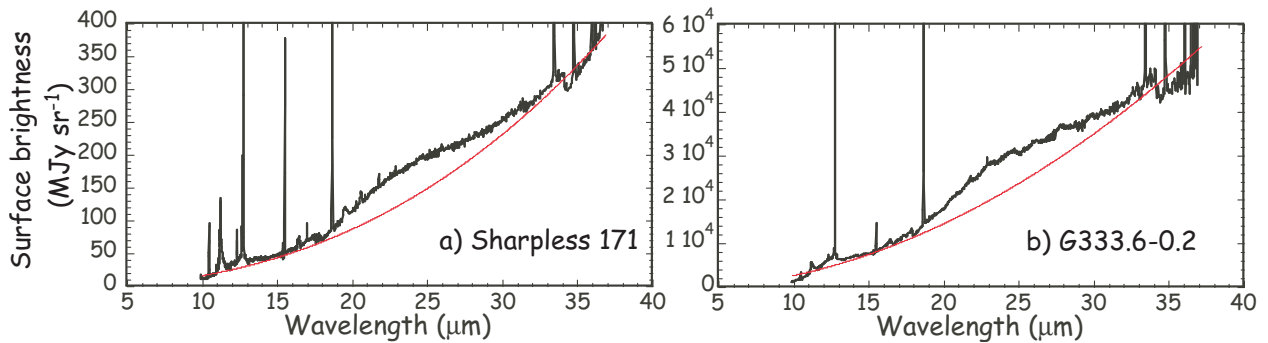 Surface brightness
(MJy sr⁻¹)
400
350
300
250
200
150
100
50
0
5 10 15 20 25 30 35 40
Wavelength (μm)
a) Sharpless 171
6 10⁴
5 10⁴
4 10⁴
3 10⁴
2 10⁴
1 10⁴
0
5 10 15 20 25 30 35 40
Wavelength (μm)
b) G333.6-0.2